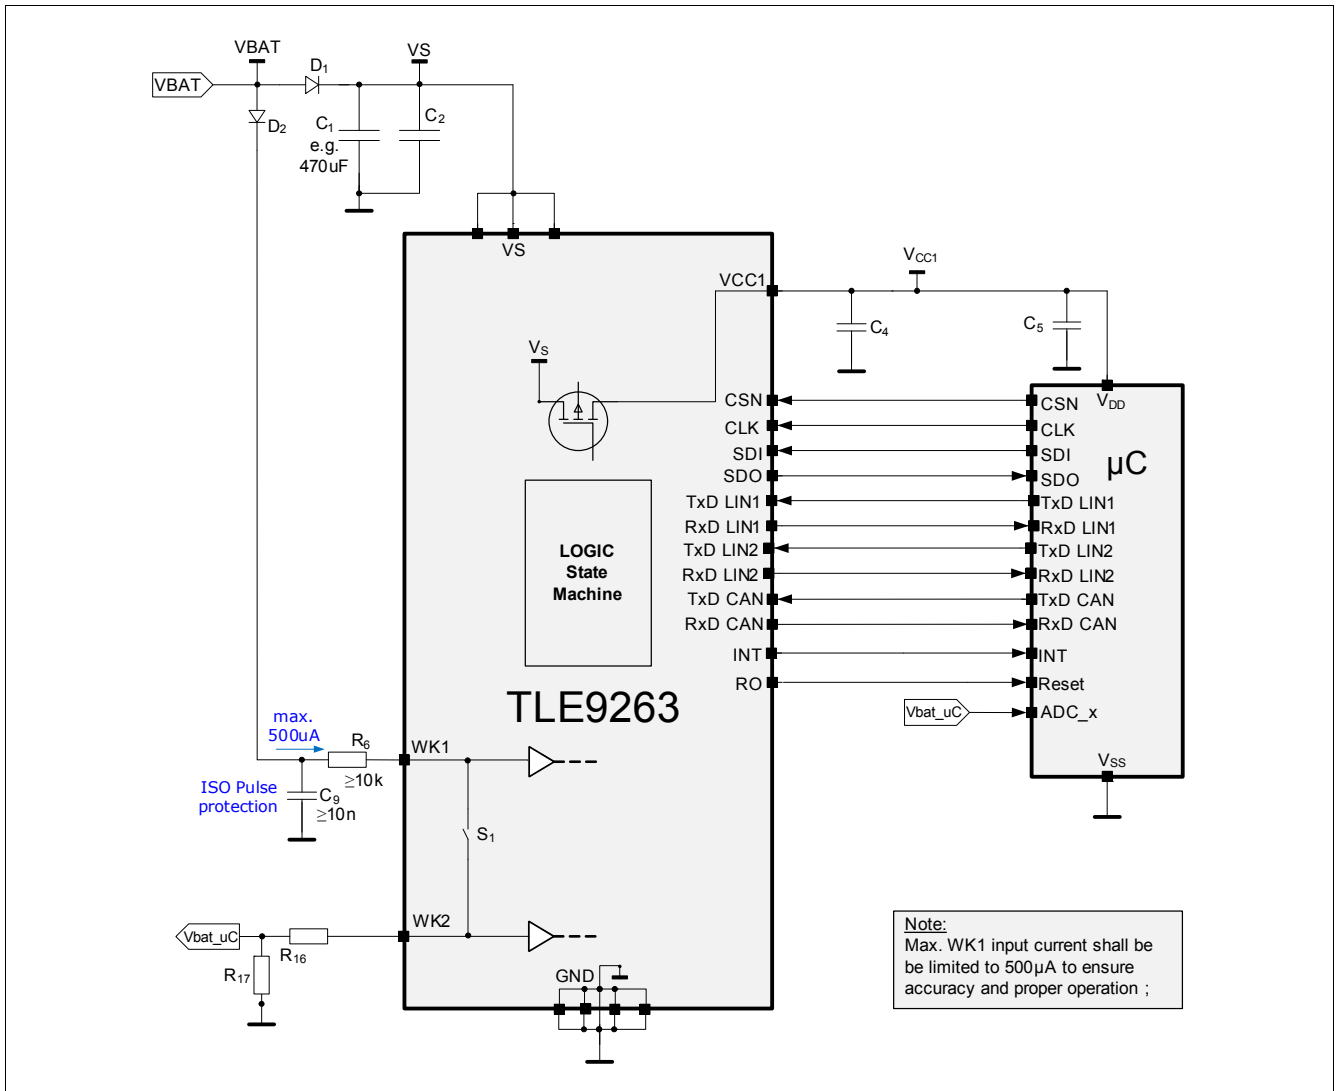 VBAT
VS
VBAT
D1
D2
C1
e.g.
470uF
C2
VS
VCC1
VCC1
C4
C5
VS
CSN
CLK
SDI
SDO
TxD LIN1
RxD LIN1
TxD LIN2
RxD LIN2
TxD CAN
RxD CAN
INT
RO
VDD
CSN
CLK
SDI
µC
SDO
TxD LIN1
RxD LIN1
TxD LIN2
RxD LIN2
TxD CAN
RxD CAN
INT
Reset
Vbat_uC
ADC_x
VSS
LOGIC
State
Machine
TLE9263
max.
500uA
R6
≥10k
WK1
ISO Pulse
protection
C9
≥10n
S1
WK2
Vbat_uC
R16
R17
GND
Note:
Max. WK1 input current shall be
be limited to 500µA to ensure
accuracy and proper operation ;